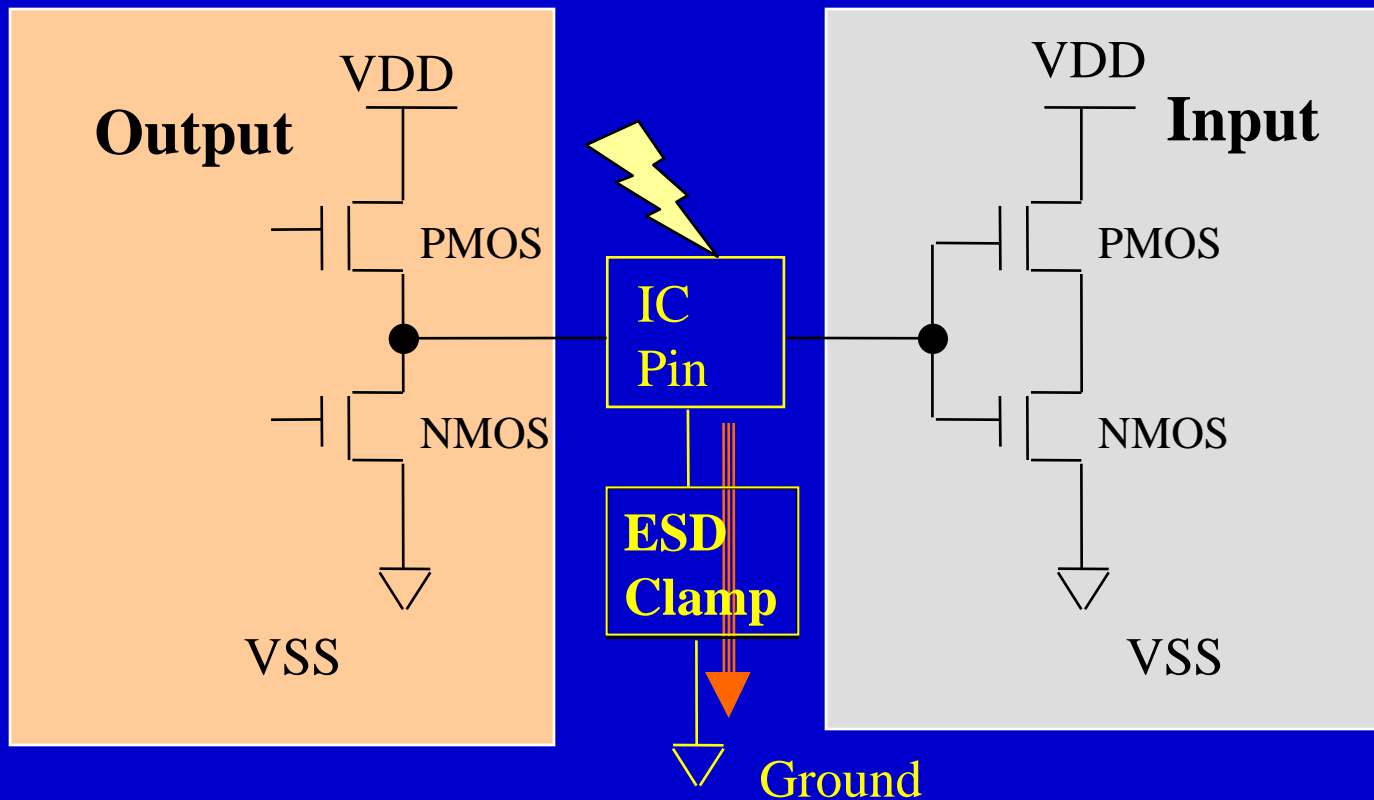 VDD
Output
PMOS
NMOS
VSS
IC
Pin
ESD
Clamp
Ground
VDD
Input
PMOS
NMOS
VSS